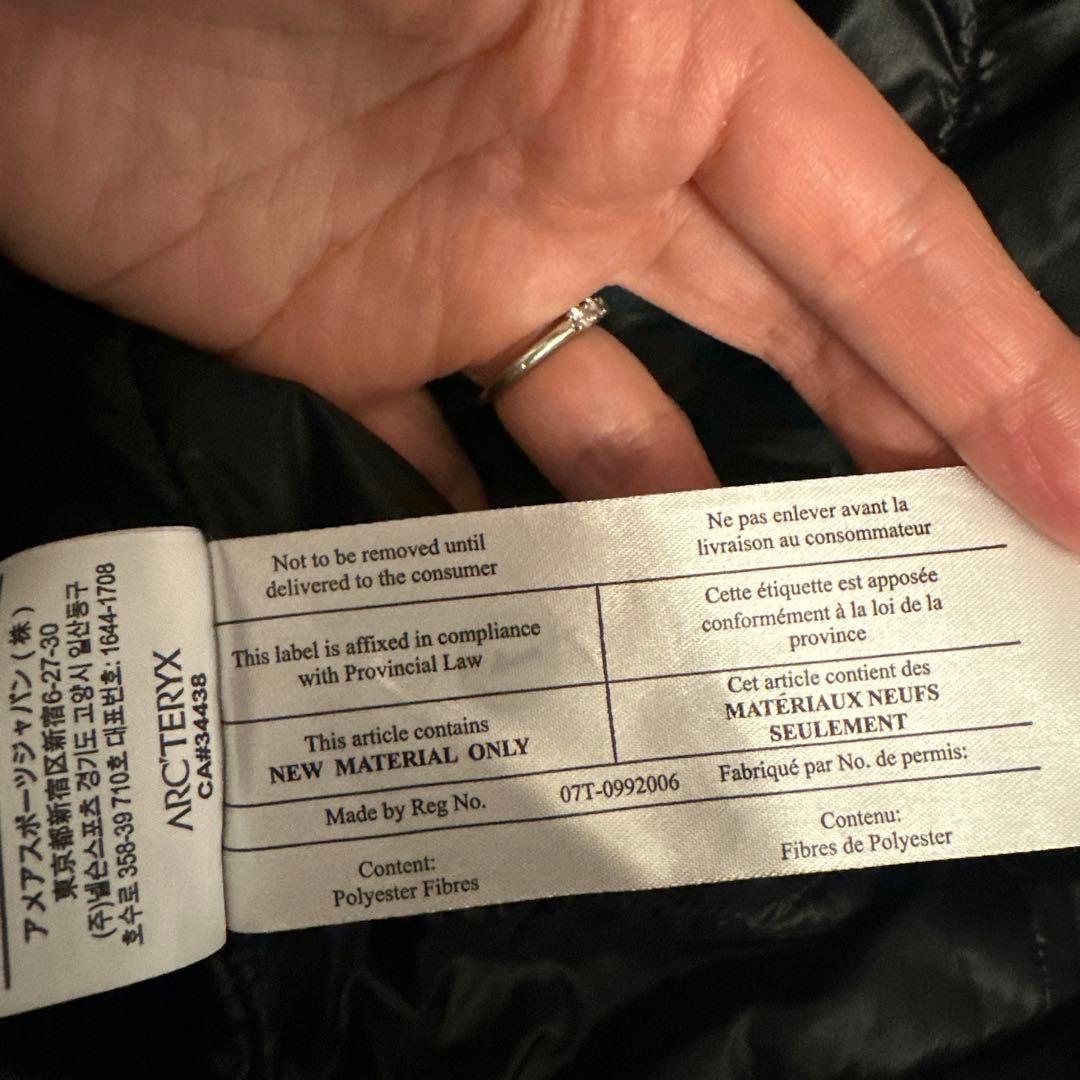 アメアスポーツジャパン(株)
東京都新宿区新宿6-27-30
(주)넬슨스포츠 경기도 고양시 일산동구
호수로 358-39 710호 대표번호: 1644-1708
ARC'TERYX
CA#34438
Not to be removed until
delivered to the consumer
Ne pas enlever avant la
livraison au consommateur
This label is affixed in compliance
with Provincial Law
Cette étiquette est apposée
conformément à la loi de la
province
This article contains
NEW MATERIAL ONLY
Cet article contient des
MATÉRIAUX NEUFS
SEULEMENT
Made by Reg No. 07T-0992006 Fabriqué par No. de permis:
Content:
Polyester Fibres
Contenu:
Fibres de Polyester